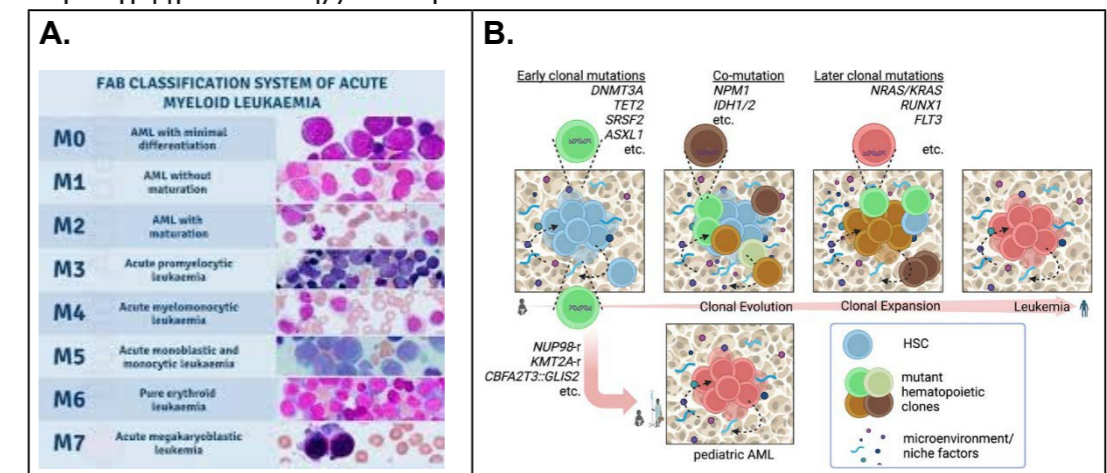 A.
FAB CLASSIFICATION SYSTEM OF ACUTE
MYELOID LEUKAEMIA
M0
AML with minimal
differentiation
M1
AML without
maturation
M2
AML with
maturation
M3
Acute promyelocytic
leukaemia
M4
Acute myelomonocytic
leukaemia
M5
Acute monoblastic and
monocytic leukaemia
M6
Pure erythroid
leukaemia
M7
Acute megakaryoblastic
leukemia
B.
Early clonal mutations
DNMT3A
TET2
SRSF2
ASXL1
etc.
Co-mutation
NPM1
IDH1/2
etc.
Later clonal mutations
NRAS/KRAS
RUNX1
FLT3
etc.
Clonal Evolution
Clonal Expansion
Leukemia
NUP98-r
KMT2A-r
CBFA2T3::GLIS2
etc.
pediatric AML
HSC
mutant
hematopoietic
clones
microenvironment/
niche factors